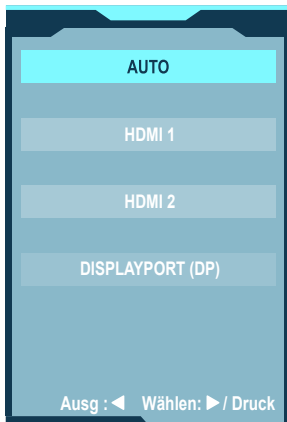 AUTO
HDMI 1
HDMI 2
DISPLAYPORT (DP)
Ausg :◀ Wählen: ▶ / Druck